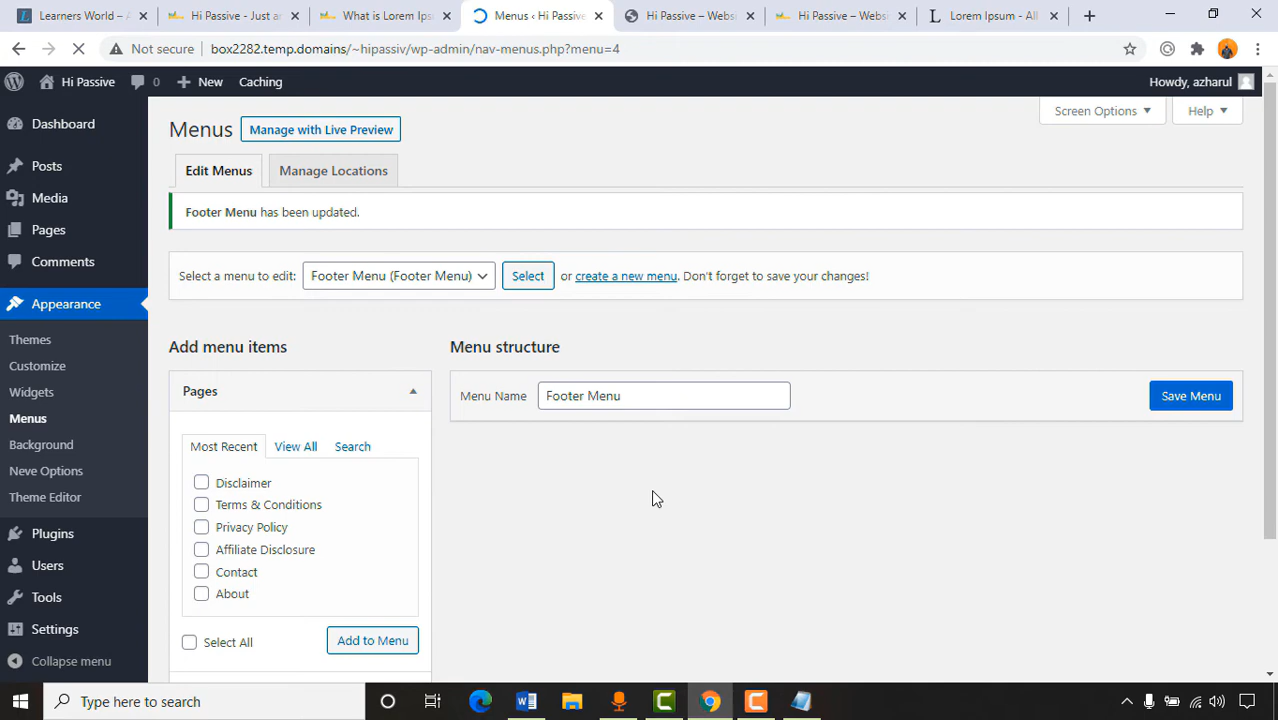 Learners World – A
Hi Passive - Just an
What is Lorem Ipsu
Menus ‹ Hi Passive
Hi Passive – Websi
Hi Passive – Websi
Lorem Ipsum - All
Not secure
box2282.temp.domains/~hipassiv/wp-admin/nav-menus.php?menu=4
Hi Passive
0
New
Caching
Howdy, azharul
Dashboard
Posts
Media
Pages
Comments
Appearance
Themes
Customize
Widgets
Menus
Background
Neve Options
Theme Editor
Plugins
Users
Tools
Settings
Collapse menu
Screen Options
Help
Menus
Manage with Live Preview
Edit Menus
Manage Locations
Footer Menu has been updated.
Select a menu to edit: Footer Menu (Footer Menu) Select or create a new menu. Don't forget to save your changes!
Add menu items
Pages
Most Recent
View All
Search
Disclaimer
Terms & Conditions
Privacy Policy
Affiliate Disclosure
Contact
About
Select All
Add to Menu
Menu structure
Menu Name
Footer Menu
Save Menu
Type here to search